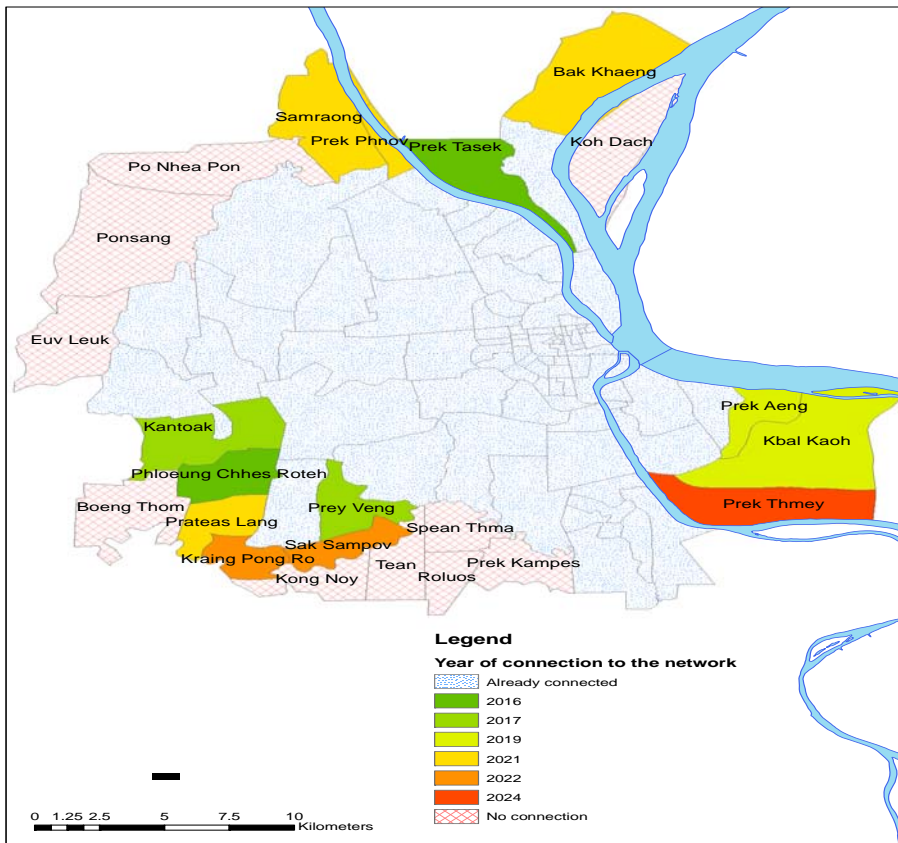 Bak Khaeng
Samraong
Prek Phnov
Prek Tasek
Koh Dach
Po Nhea Pon
Ponsang
Euv Leuk
Prek Aeng
Kantoak
Kbal Kaoh
Phloeung Chhes Roteh
Boeng Thom
Prey Veng
Prek Thmey
Prateas Lang
Spean Thma
Sak Sampov
Kraing Pong Ro
Prek Kampes
Tean
Kong Noy
Roluos
Legend
Year of connection to the network
Already connected
2016
2017
2019
2021
2022
2024
No connection
0 1.25 2.5 5 7.5 10
Kilometers